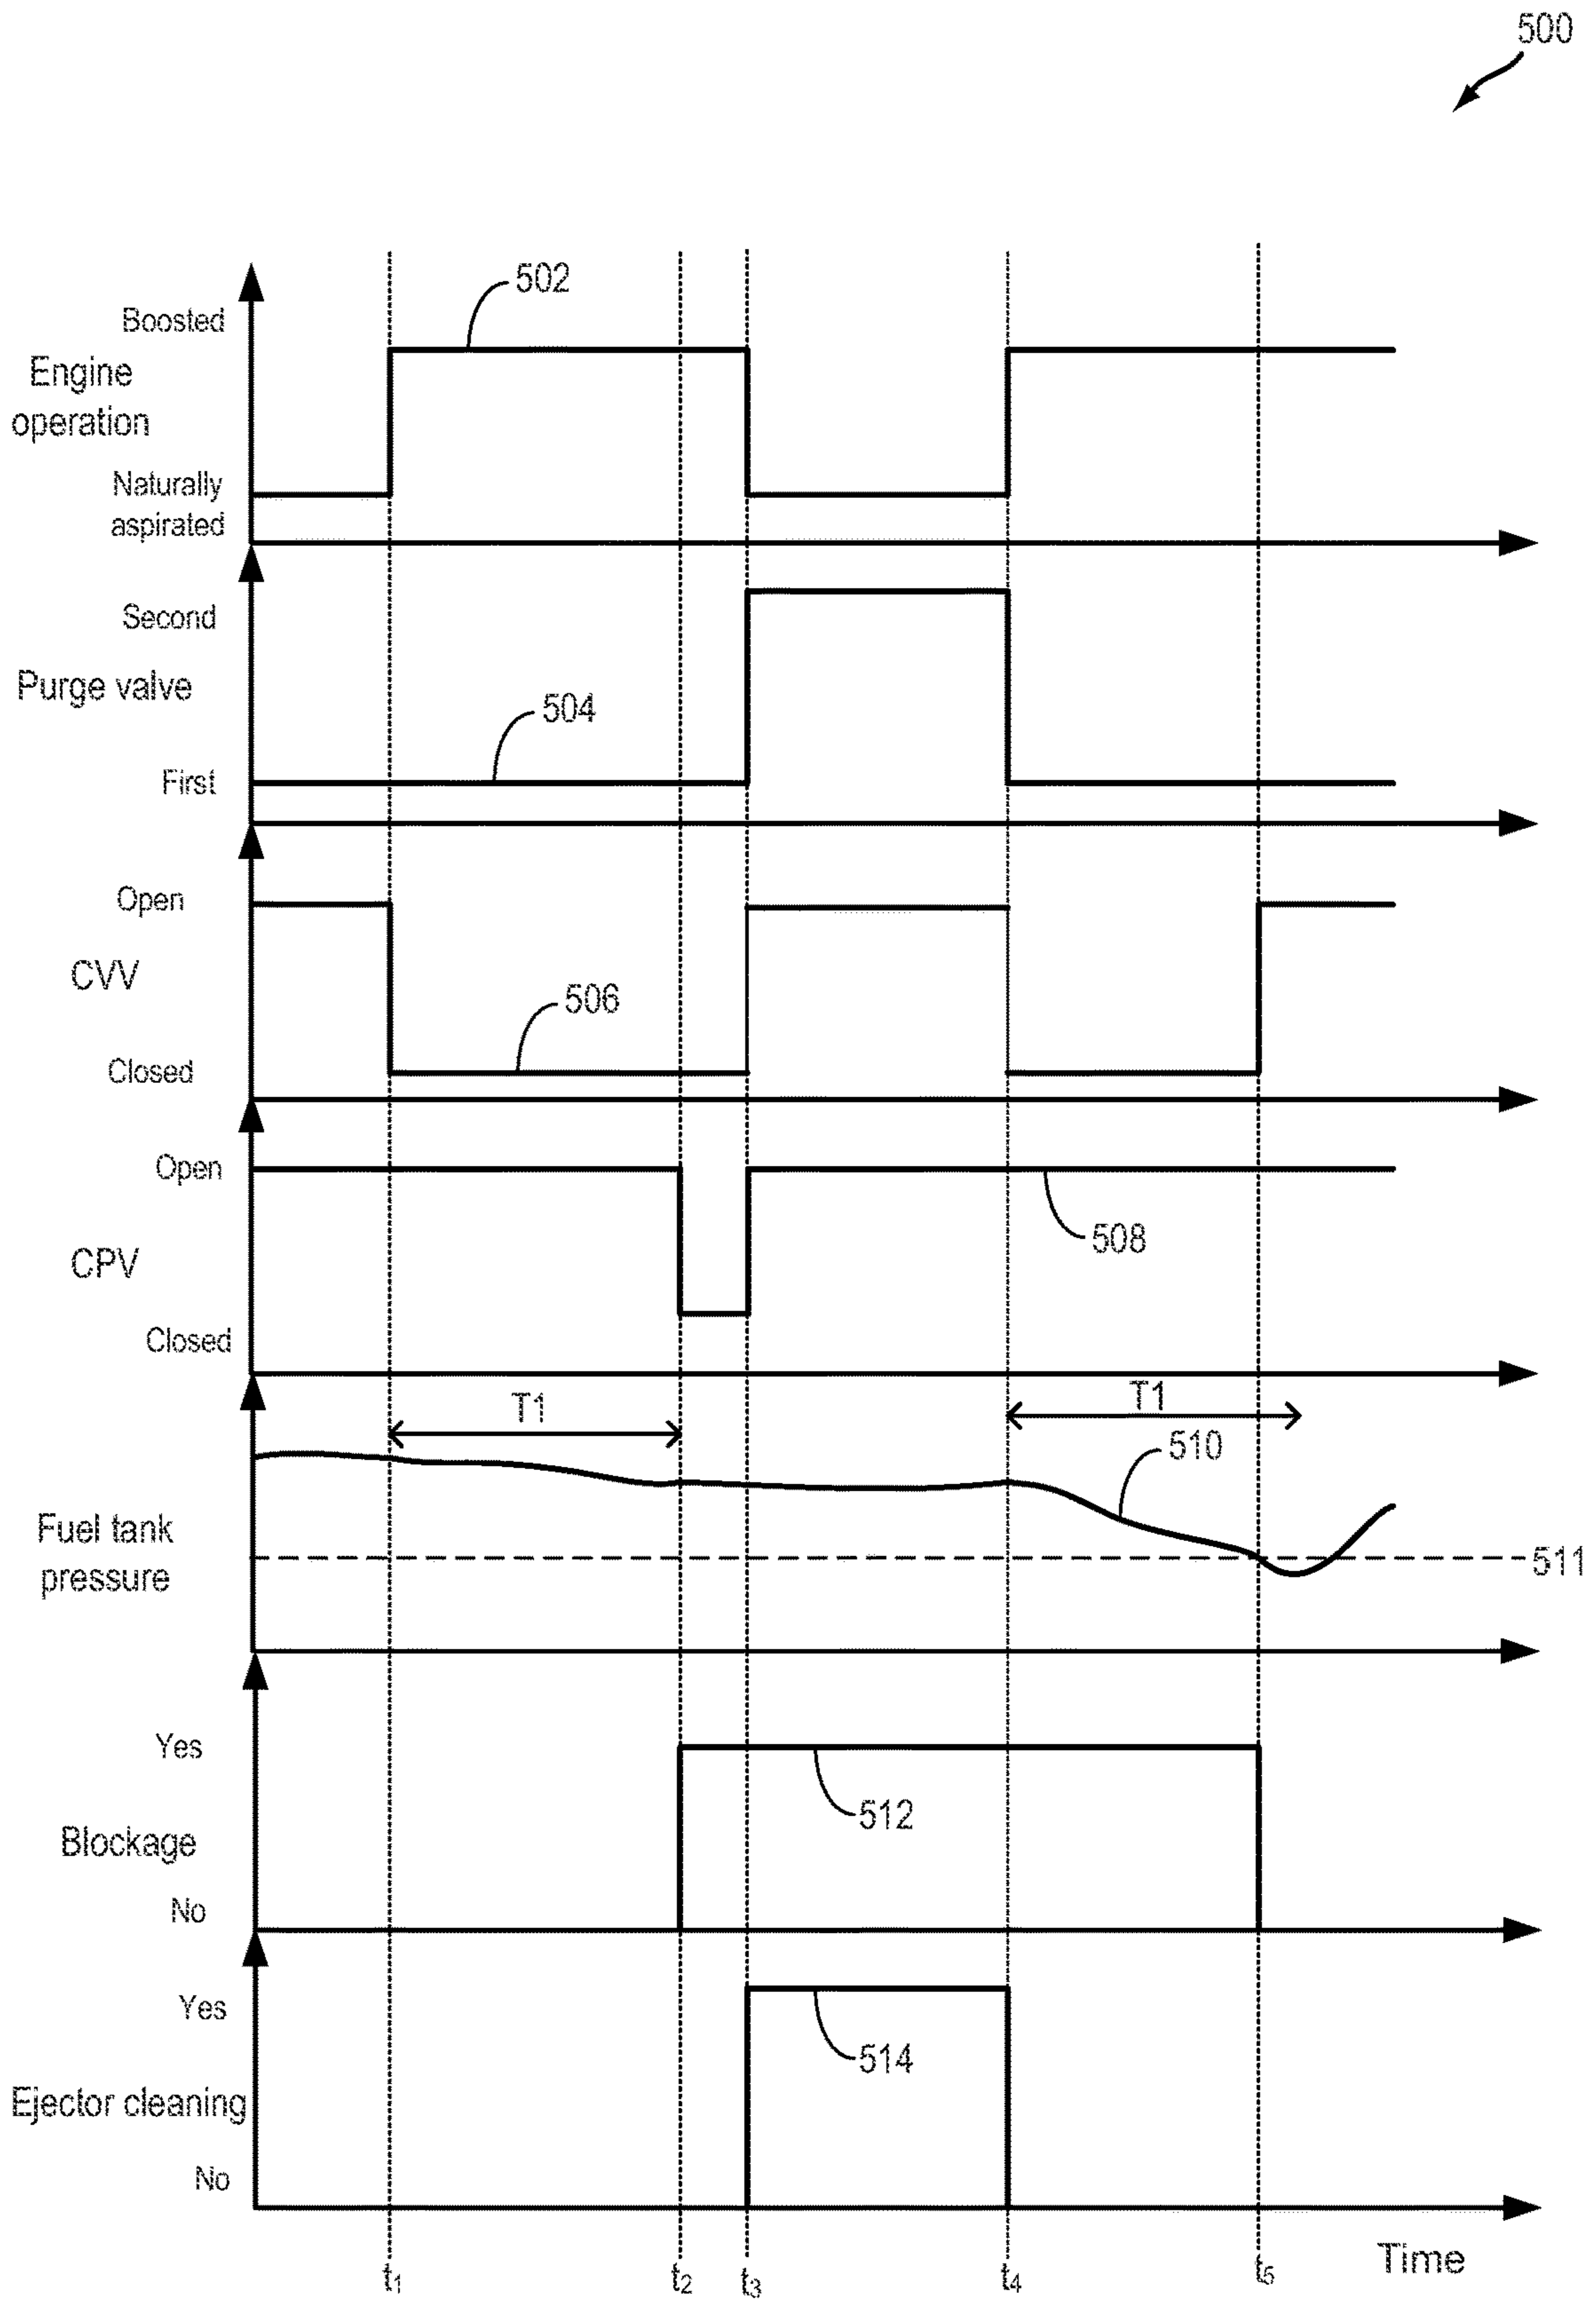 500
502
Boosted
Engine
operation
Naturally
aspirated
Second
Purge valve
504
First
Open
CVV
506
Closed
Open
508
CPV
Closed
T1
T1
510
Fuel tank
pressure
511
Yes
512
Blockage
No
Yes
514
Ejector cleaning
No
Time
t1 t2 t3 t4 t5